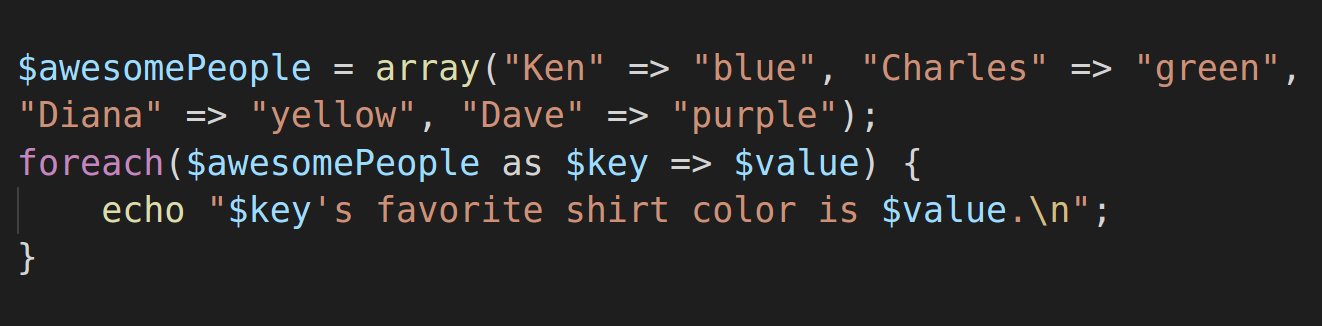 $awesomePeople = array("Ken" => "blue", "Charles" => "green",
"Diana" => "yellow", "Dave" => "purple");
foreach($awesomePeople as $key => $value) {
    echo "$key's favorite shirt color is $value.\n";
}